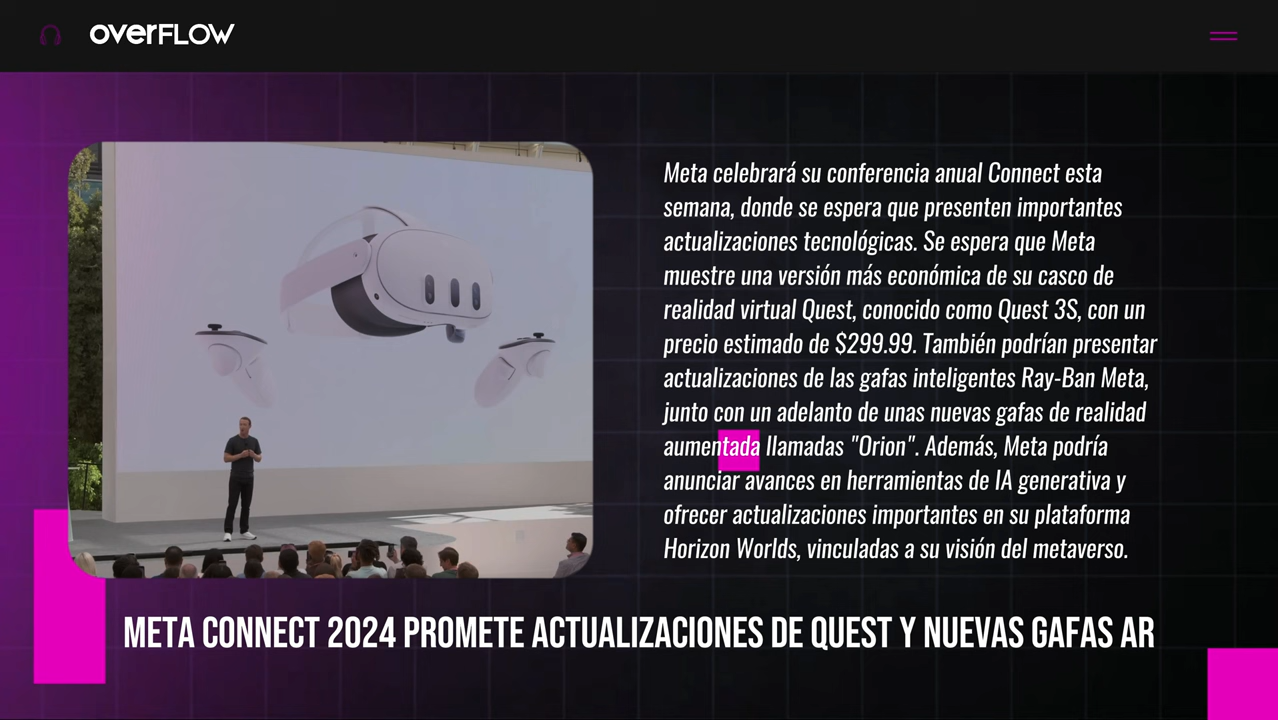 overFLOW
Meta celebrará su conferencia anual Connect esta
semana, donde se espera que presenten importantes
actualizaciones tecnológicas. Se espera que Meta
muestre una versión más económica de su casco de
realidad virtual Quest, conocido como Quest 3S, con un
precio estimado de $299.99. También podrían presentar
actualizaciones de las gafas inteligentes Ray-Ban Meta,
junto con un adelanto de unas nuevas gafas de realidad
aumentada llamadas "Orion". Además, Meta podría
anunciar avances en herramientas de IA generativa y
ofrecer actualizaciones importantes en su plataforma
Horizon Worlds, vinculadas a su visión del metaverso.
META CONNECT 2024 PROMETE ACTUALIZACIONES DE QUEST Y NUEVAS GAFAS AR